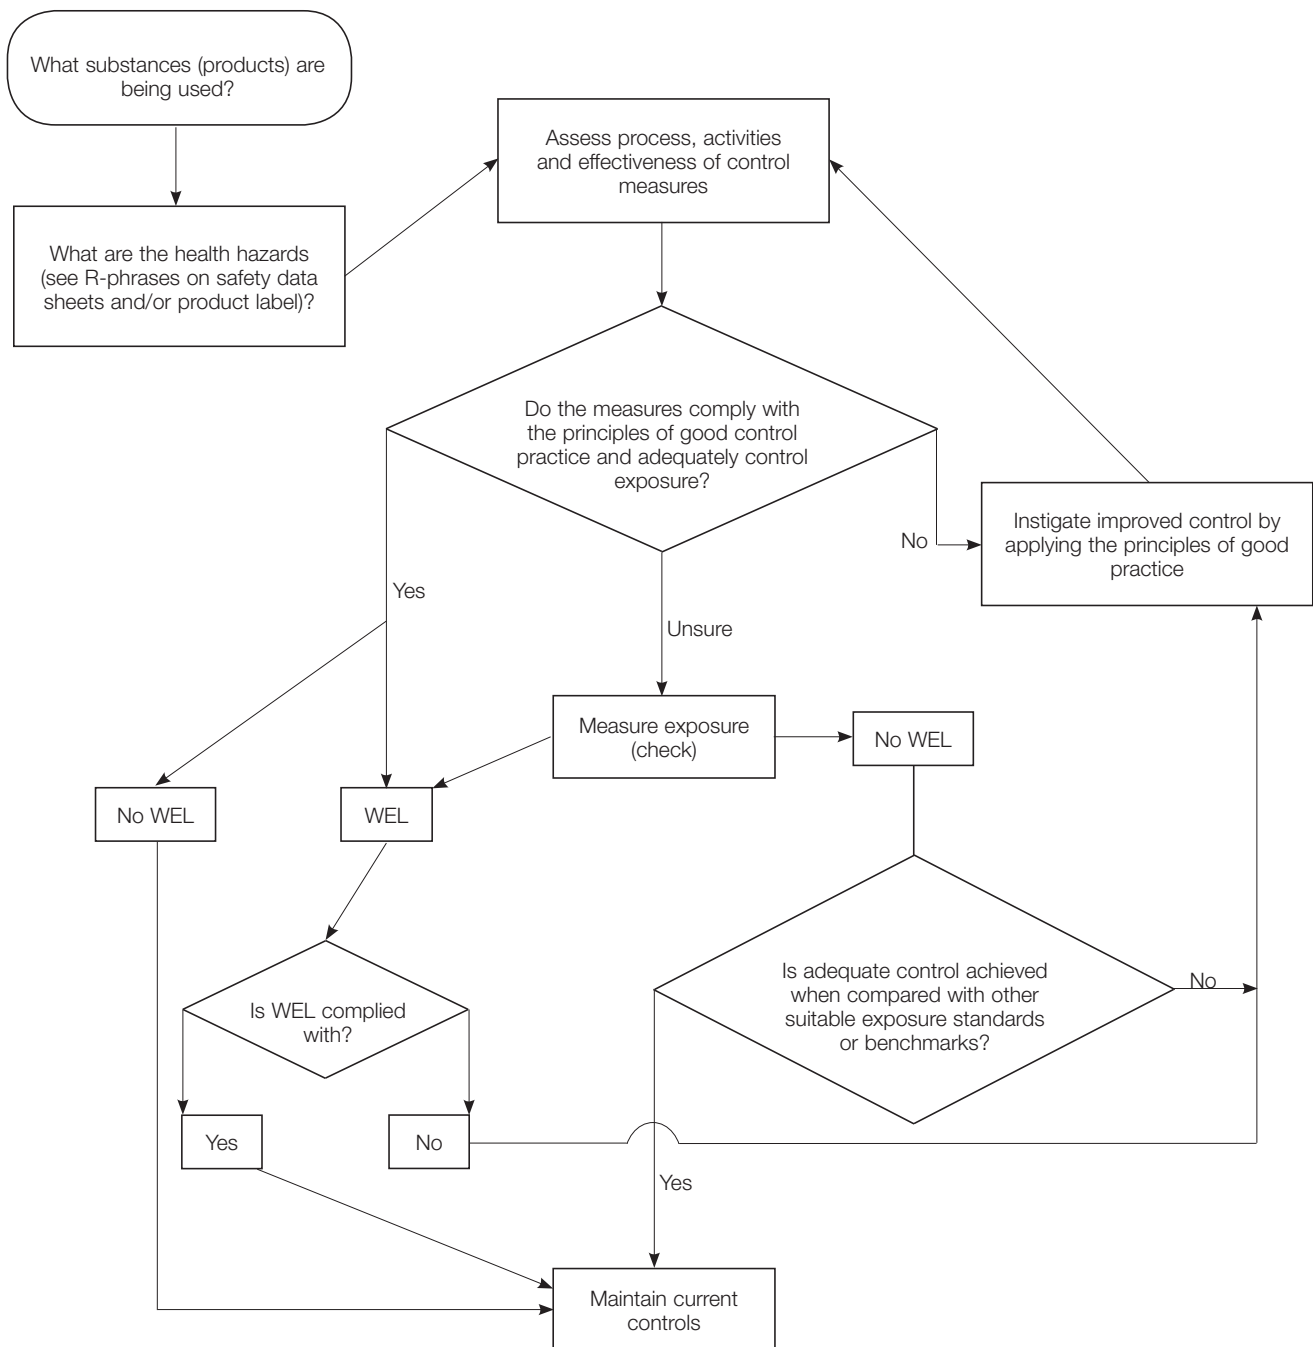 What substances (products) are
being used?
Assess process, activities
and effectiveness of control
measures
What are the health hazards
(see R-phrases on safety data
sheets and/or product label)?
Do the measures comply with
the principles of good control
practice and adequately control
exposure?
No
Instigate improved control by
applying the principles of good
practice
Yes
Unsure
Measure exposure
(check)
No WEL
No WEL
WEL
Is adequate control achieved
when compared with other
suitable exposure standards
or benchmarks?
No
Is WEL complied
with?
Yes
No
Yes
Maintain current
controls